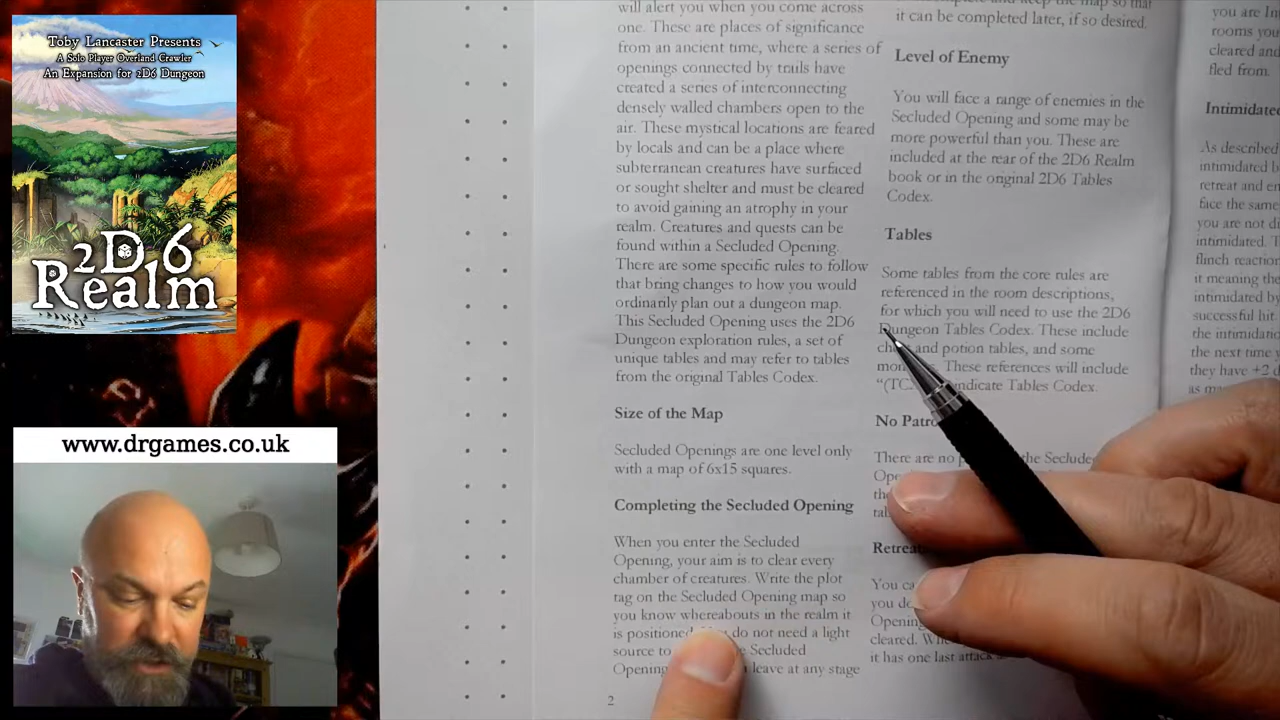 Toby Lancaster Presents
A Solo Player Overland Crawler
An Expansion for 2D6 Dungeon
2D6
Realm
www.drgames.co.uk
will alert you when you come across
one. These are places of significance
from an ancient time, where a series of
openings connected by trails have
created a series of interconnecting
densely walled chambers open to the
air. These mystical locations are feared
by locals and can be a place where
subterranean creatures have surfaced
or sought shelter and must be cleared
to avoid gaining an atrophy in your
realm. Creatures and quests can be
found within a Secluded Opening.
There are some specific rules to follow
that bring changes to how you would
ordinarily plan out a dungeon map.
This Secluded Opening uses the 2D6
Dungeon exploration rules, a set of
unique tables and may refer to tables
from the original Tables Codex.
Size of the Map
Secluded Openings are one level only
with a map of 6x15 squares.
Completing the Secluded Opening
When you enter the Secluded
Opening, your aim is to clear every
chamber of creatures. Write the plot
tag on the Secluded Opening map so
you know whereabouts in the realm it
is positioned do not need a light
source to Secluded
Opening leave at any stage
2
keep the map so that
it can be completed later, if so desired.
Level of Enemy
You will face a range of enemies in the
Secluded Opening and some may be
more powerful than you. These are
included at the rear of the 2D6 Realm
book or in the original 2D6 Tables
Codex.
Tables
Some tables from the core rules are
referenced in the room descriptions,
for which you will need to use the 2D6
Dungeon Tables Codex. These include
and potion tables, and some
These references will include
Tables Codex.
No
There are no the
You
you
Opening
cleared.
it has one last attack
you are
rooms
cleared
fled from.
Intimidated
As described
intimidated
retreat and
face the same
you are not
intimidated.
flinch
it meaning the
intimidated by
successful hit.
the
the next time
they have +2